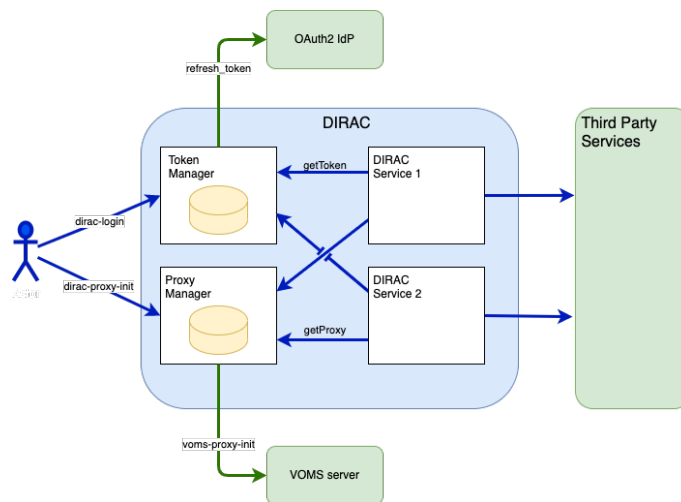 OAuth2 IdP
refresh_token
DIRAC
Third Party
Services
Token
Manager
getToken
DIRAC
Service 1
dirac-login
dirac-proxy-init
Proxy
Manager
DIRAC
Service 2
getProxy
voms-proxy-init
VOMS server